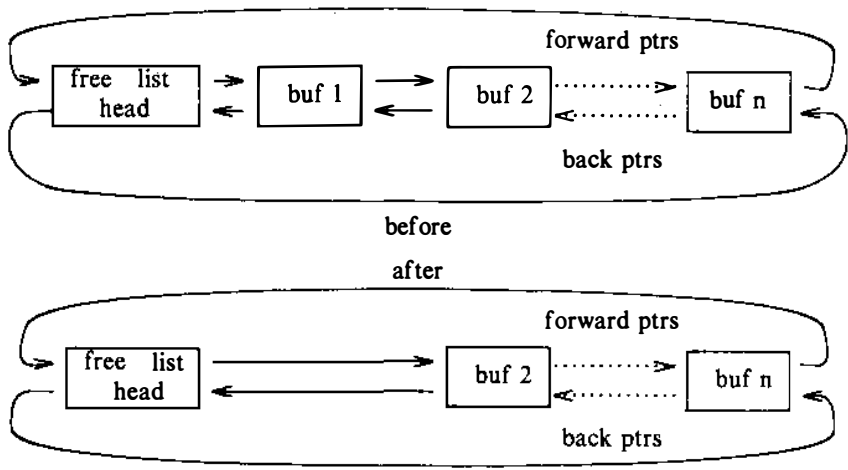 forward ptrs
free list
head
buf 1
buf 2
buf n
back ptrs
before
after
forward ptrs
free list
head
buf 2
buf n
back ptrs